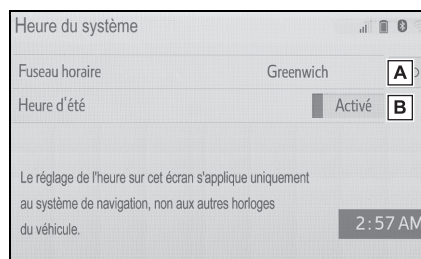 Heure du système
Fuseau horaire Greenwich A
Heure d'été Activé B
Le réglage de l'heure sur cet écran s'applique uniquement
au système de navigation, non aux autres horloges
du véhicule.
2:57 AM